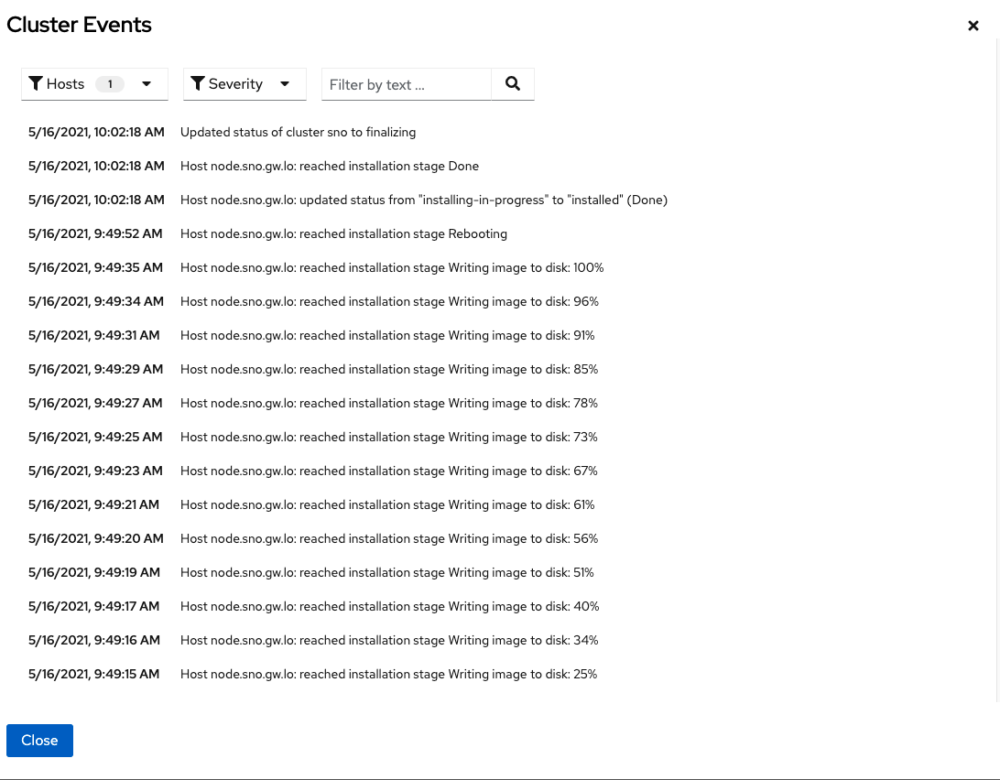 Cluster Events
Hosts 1
Severity
Filter by text ...
5/16/2021, 10:02:18 AM Updated status of cluster sno to finalizing
5/16/2021, 10:02:18 AM Host node.sno.gw.lo: reached installation stage Done
5/16/2021, 10:02:18 AM Host node.sno.gw.lo: updated status from "installing-in-progress" to "installed" (Done)
5/16/2021, 9:49:52 AM Host node.sno.gw.lo: reached installation stage Rebooting
5/16/2021, 9:49:35 AM Host node.sno.gw.lo: reached installation stage Writing image to disk: 100%
5/16/2021, 9:49:34 AM Host node.sno.gw.lo: reached installation stage Writing image to disk: 96%
5/16/2021, 9:49:31 AM Host node.sno.gw.lo: reached installation stage Writing image to disk: 91%
5/16/2021, 9:49:29 AM Host node.sno.gw.lo: reached installation stage Writing image to disk: 85%
5/16/2021, 9:49:27 AM Host node.sno.gw.lo: reached installation stage Writing image to disk: 78%
5/16/2021, 9:49:25 AM Host node.sno.gw.lo: reached installation stage Writing image to disk: 73%
5/16/2021, 9:49:23 AM Host node.sno.gw.lo: reached installation stage Writing image to disk: 67%
5/16/2021, 9:49:21 AM Host node.sno.gw.lo: reached installation stage Writing image to disk: 61%
5/16/2021, 9:49:20 AM Host node.sno.gw.lo: reached installation stage Writing image to disk: 56%
5/16/2021, 9:49:19 AM Host node.sno.gw.lo: reached installation stage Writing image to disk: 51%
5/16/2021, 9:49:17 AM Host node.sno.gw.lo: reached installation stage Writing image to disk: 40%
5/16/2021, 9:49:16 AM Host node.sno.gw.lo: reached installation stage Writing image to disk: 34%
5/16/2021, 9:49:15 AM Host node.sno.gw.lo: reached installation stage Writing image to disk: 25%
Close